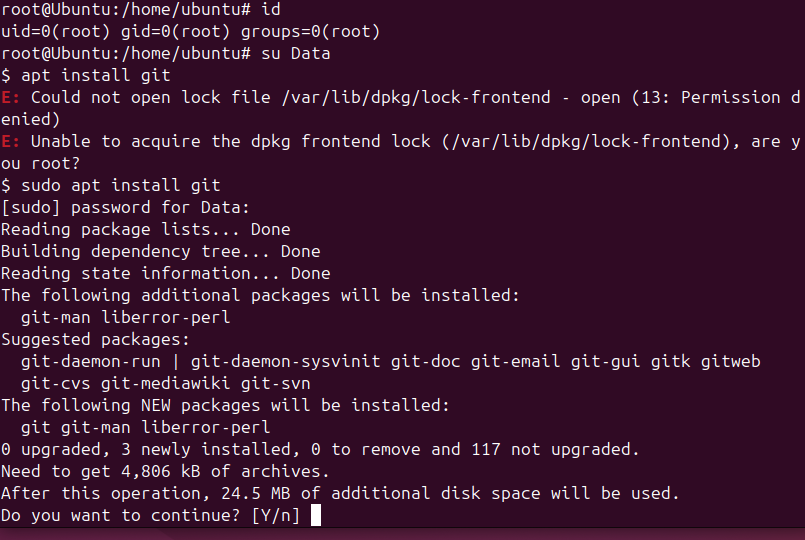 root@Ubuntu:/home/ubuntu# id
uid=0(root) gid=0(root) groups=0(root)
root@Ubuntu:/home/ubuntu# su Data
$ apt install git
E: Could not open lock file /var/lib/dpkg/lock-frontend - open (13: Permission d
enied)
E: Unable to acquire the dpkg frontend lock (/var/lib/dpkg/lock-frontend), are y
ou root?
$ sudo apt install git
[sudo] password for Data:
Reading package lists... Done
Building dependency tree... Done
Reading state information... Done
The following additional packages will be installed:
  git-man liberror-perl
Suggested packages:
  git-daemon-run | git-daemon-sysvinit git-doc git-email git-gui gitk gitweb
  git-cvs git-mediawiki git-svn
The following NEW packages will be installed:
  git git-man liberror-perl
0 upgraded, 3 newly installed, 0 to remove and 117 not upgraded.
Need to get 4,806 kB of archives.
After this operation, 24.5 MB of additional disk space will be used.
Do you want to continue? [Y/n]